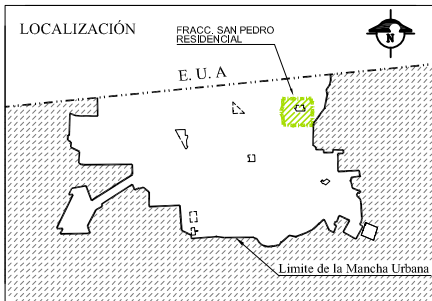 LOCALIZACIÓN
FRACC. SAN PEDRO
RESIDENCIAL
N
E. U. A
Limite de la Mancha Urbana